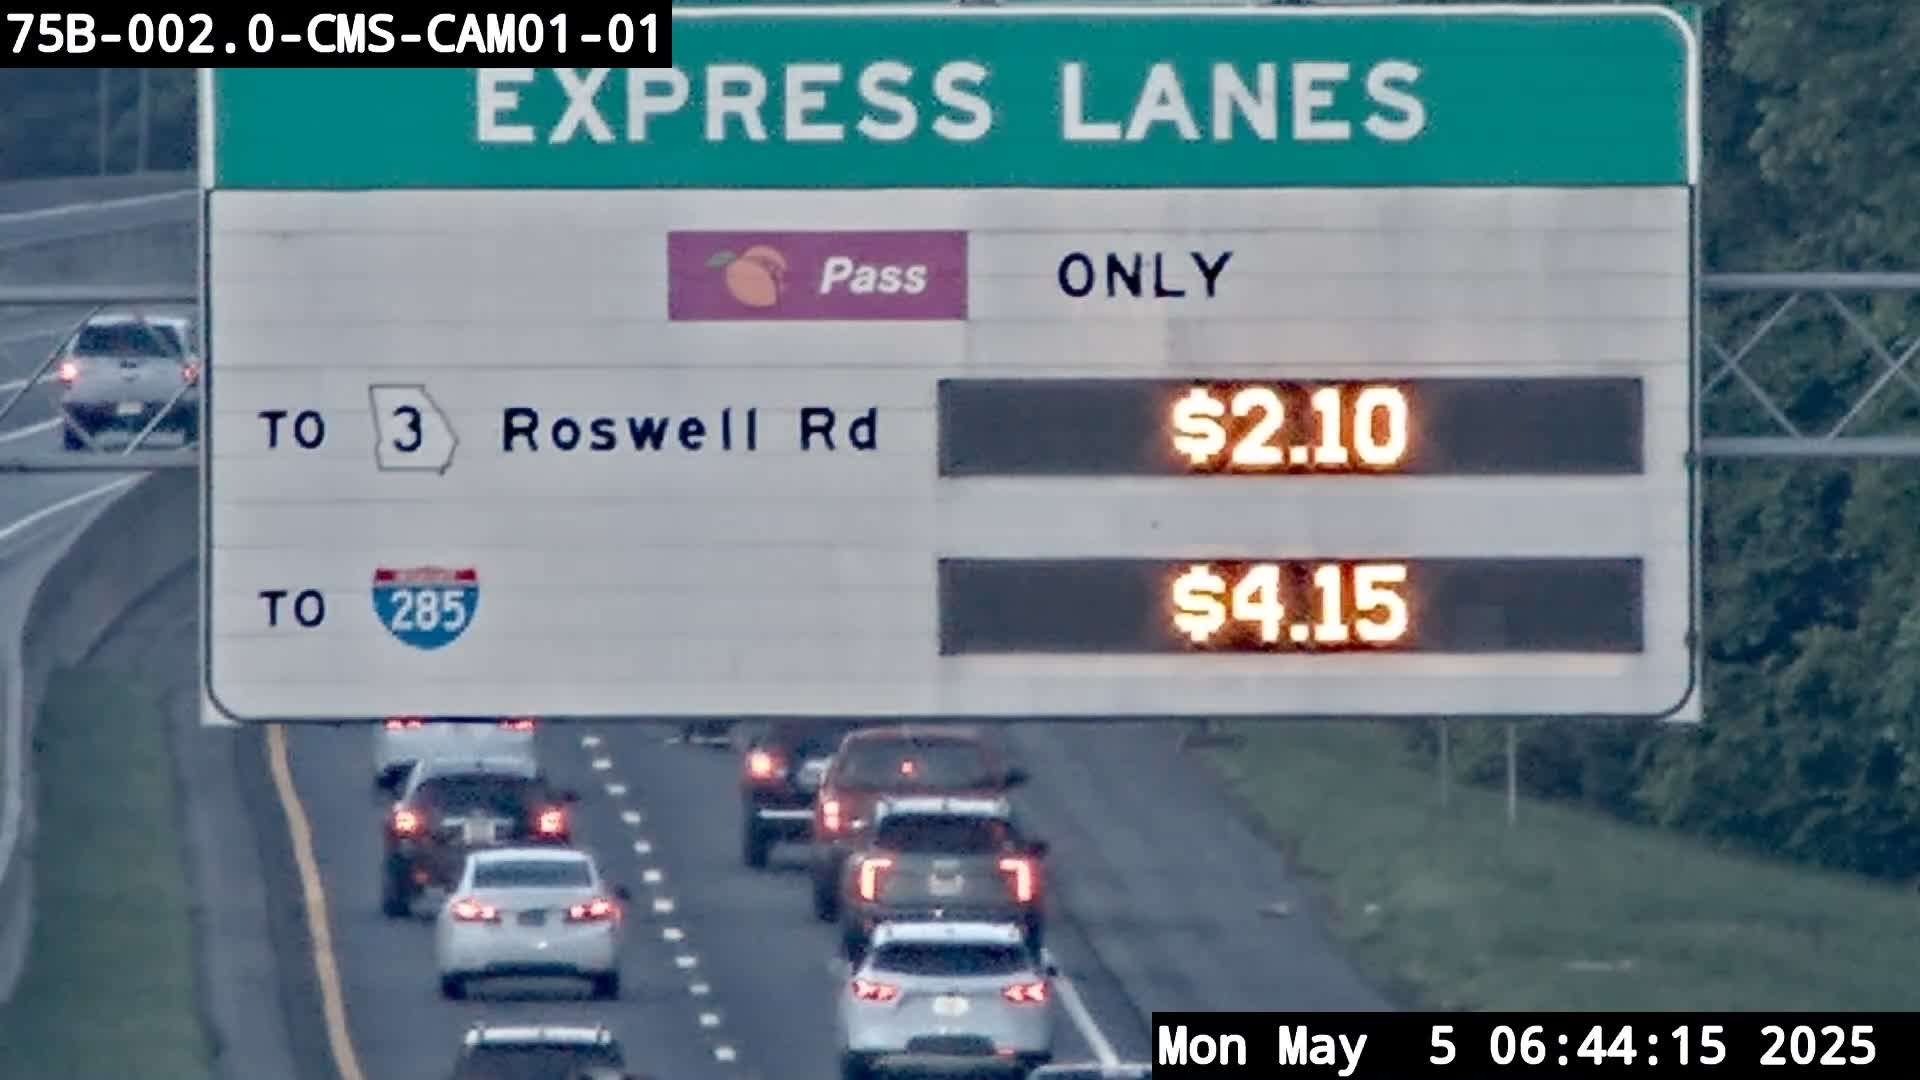 75B-002.0-CMS-CAM01-01
EXPRESS LANES
Pass ONLY
TO 3 Roswell Rd $2.10
TO 285 $4.15
Mon May 5 06:44:15 2025